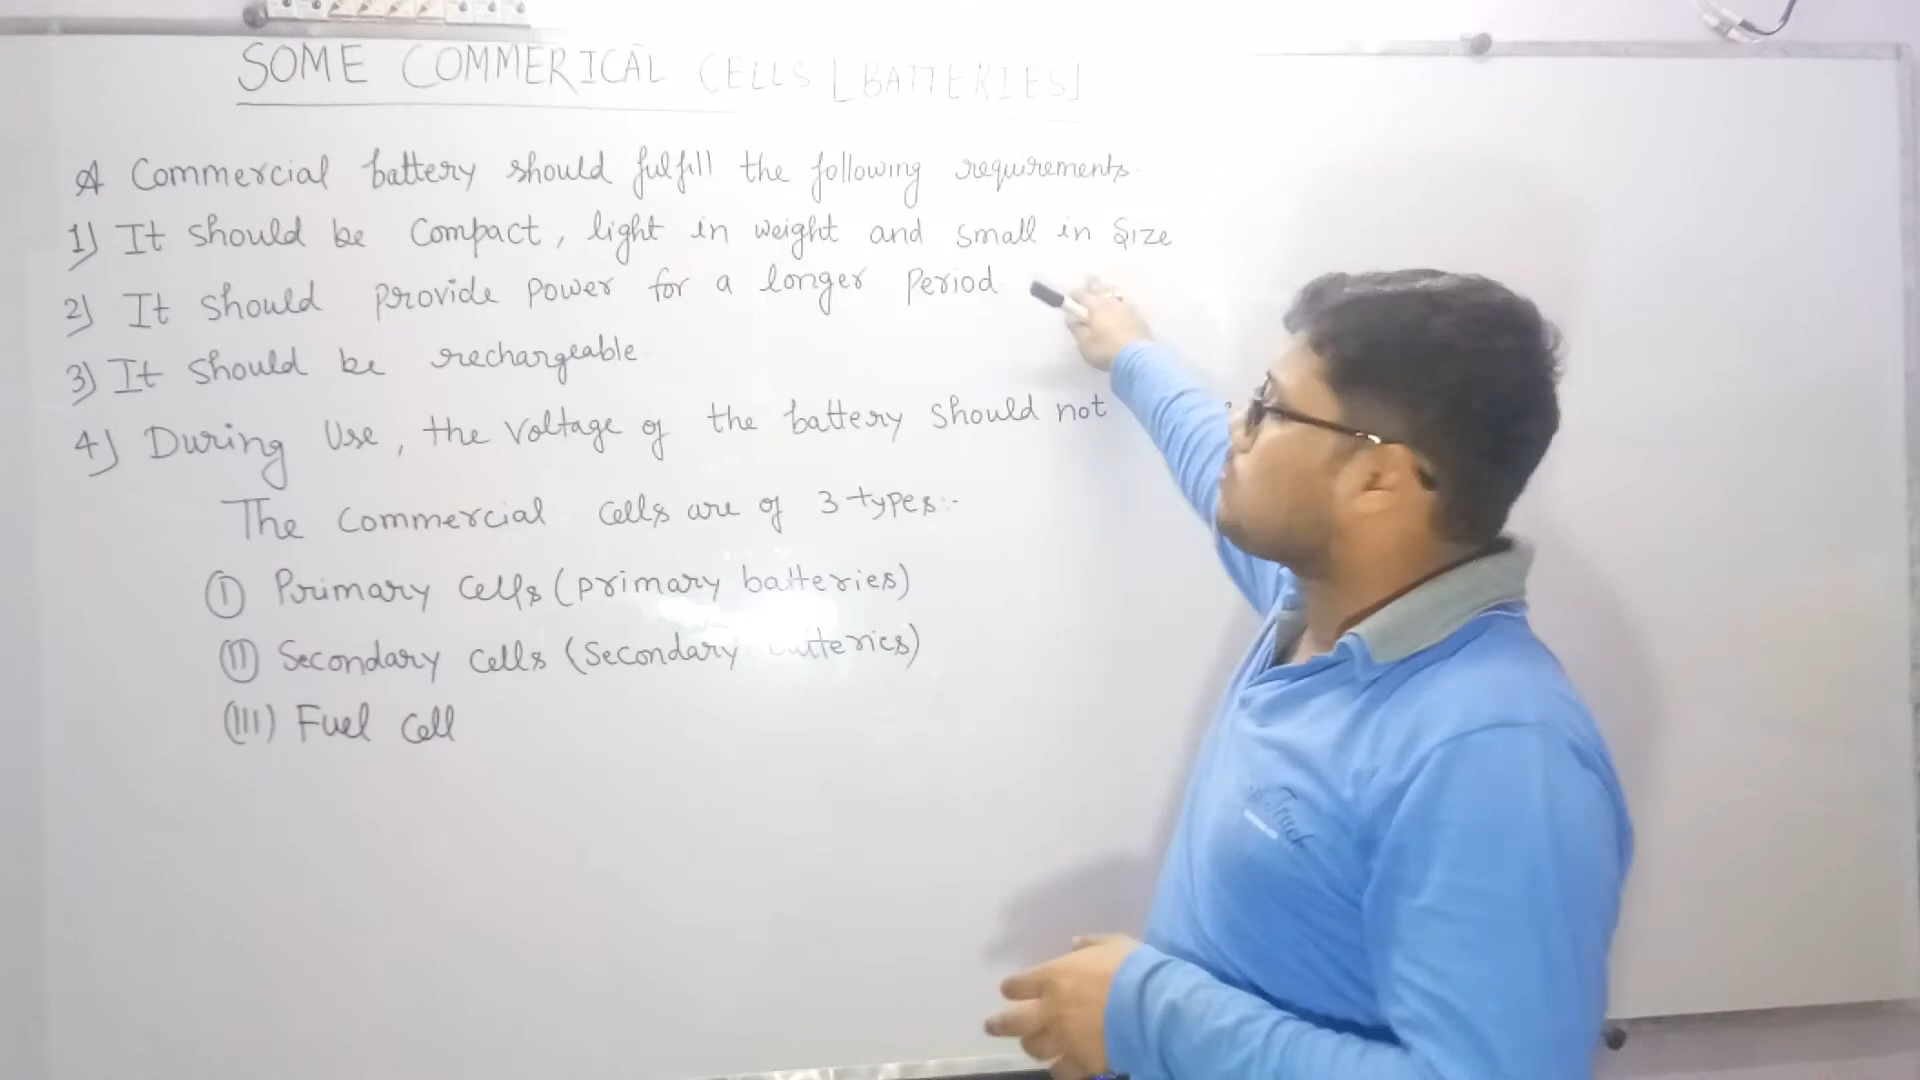 SOME COMMERICAL CELLS [BATTERIES]
A Commercial battery should fulfill the following requirements.
1) It should be Compact, light in weight and small in size
2) It should provide power for a longer Period
3) It should be rechargeable
4) During Use, the Voltage of the battery should not
The Commercial cells are of 3 types:-
(I) Primary Cells (primary batteries)
(II) Secondary Cells (Secondary batteries)
(III) Fuel Cell